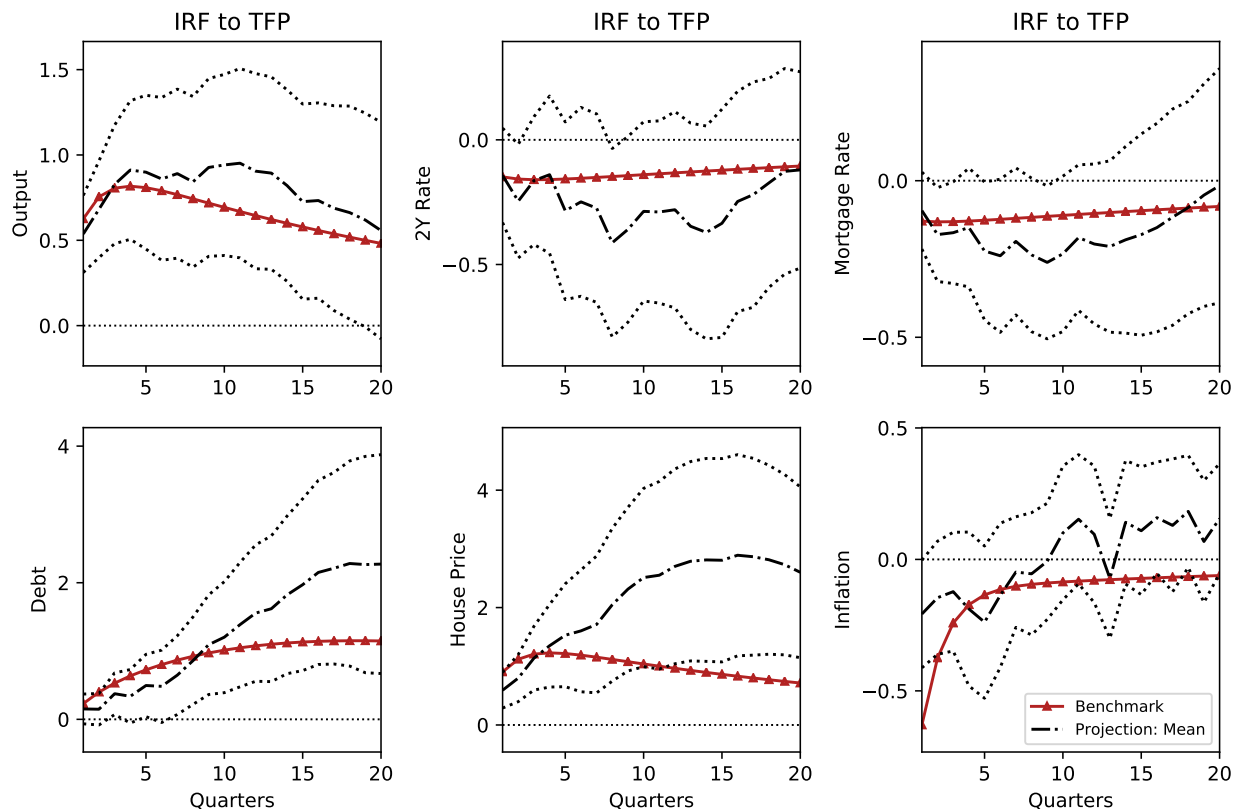 IRF to TFP
IRF to TFP
IRF to TFP
Output
1.5
1.0
0.5
0.0
5
10
15
20
2Y Rate
0.0
−0.5
5
10
15
20
Mortgage Rate
0.0
−0.5
5
10
15
20
Debt
4
2
0
5
10
15
20
Quarters
House Price
4
2
0
5
10
15
20
Quarters
Inflation
0.5
0.0
−0.5
Benchmark
Projection: Mean
5
10
15
20
Quarters